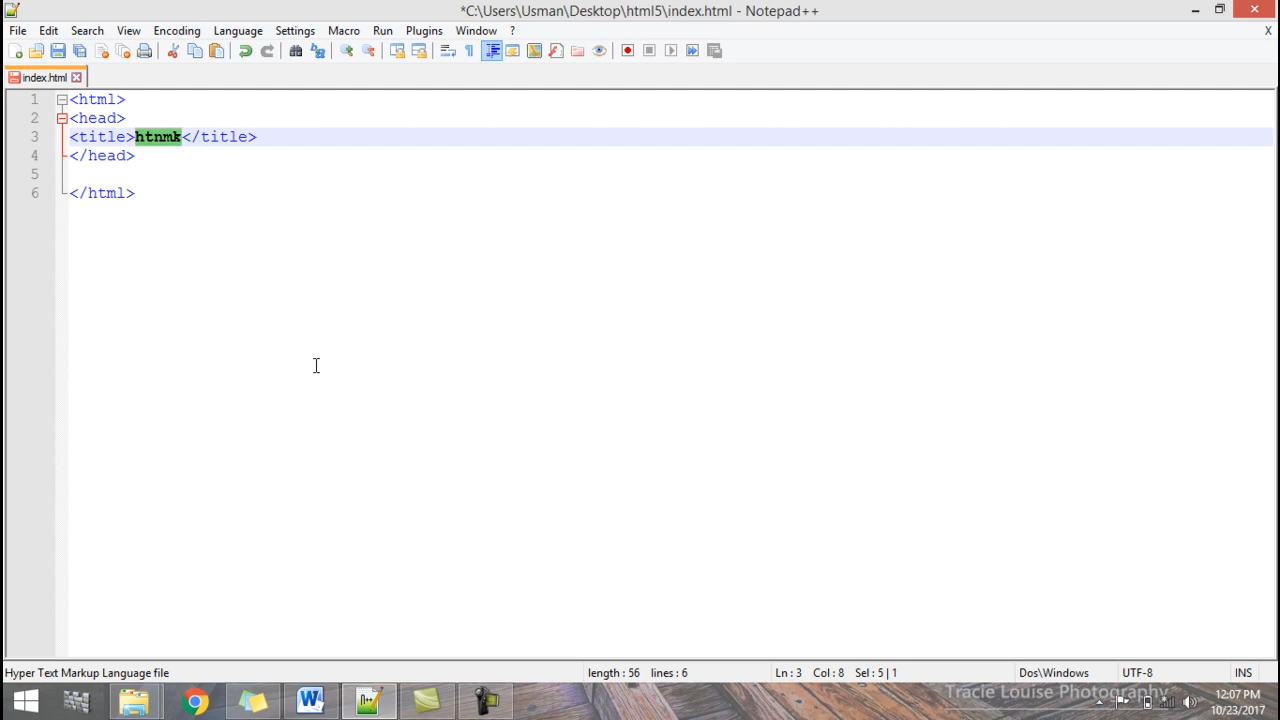 *C:\Users\Usman\Desktop\html5\index.html - Notepad++
File Edit Search View Encoding Language Settings Macro Run Plugins Window ? X
index.html
1 <html>
2 <head>
3 <title>htnmk</title>
4 </head>
5
6 </html>
Hyper Text Markup Language file length : 56 lines : 6 Ln : 3 Col : 8 Sel : 5 | 1 Dos\Windows UTF-8 INS
Tracie Louise Photography
12:07 PM
10/23/2017